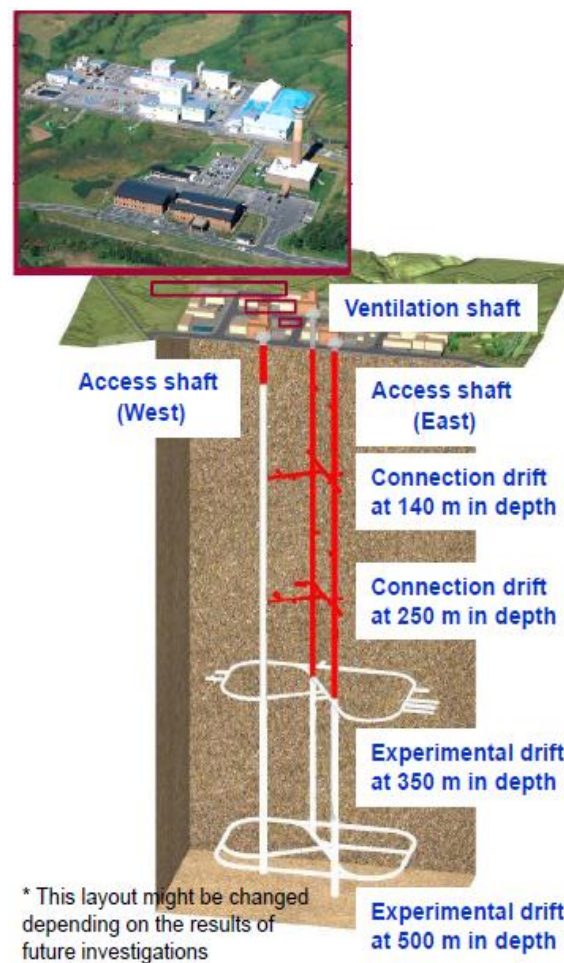 Ventilation shaft
Access shaft
(West)
Access shaft
(East)
Connection drift
at 140 m in depth
Connection drift
at 250 m in depth
Experimental drift
at 350 m in depth
Experimental drift
at 500 m in depth
* This layout might be changed
depending on the results of
future investigations